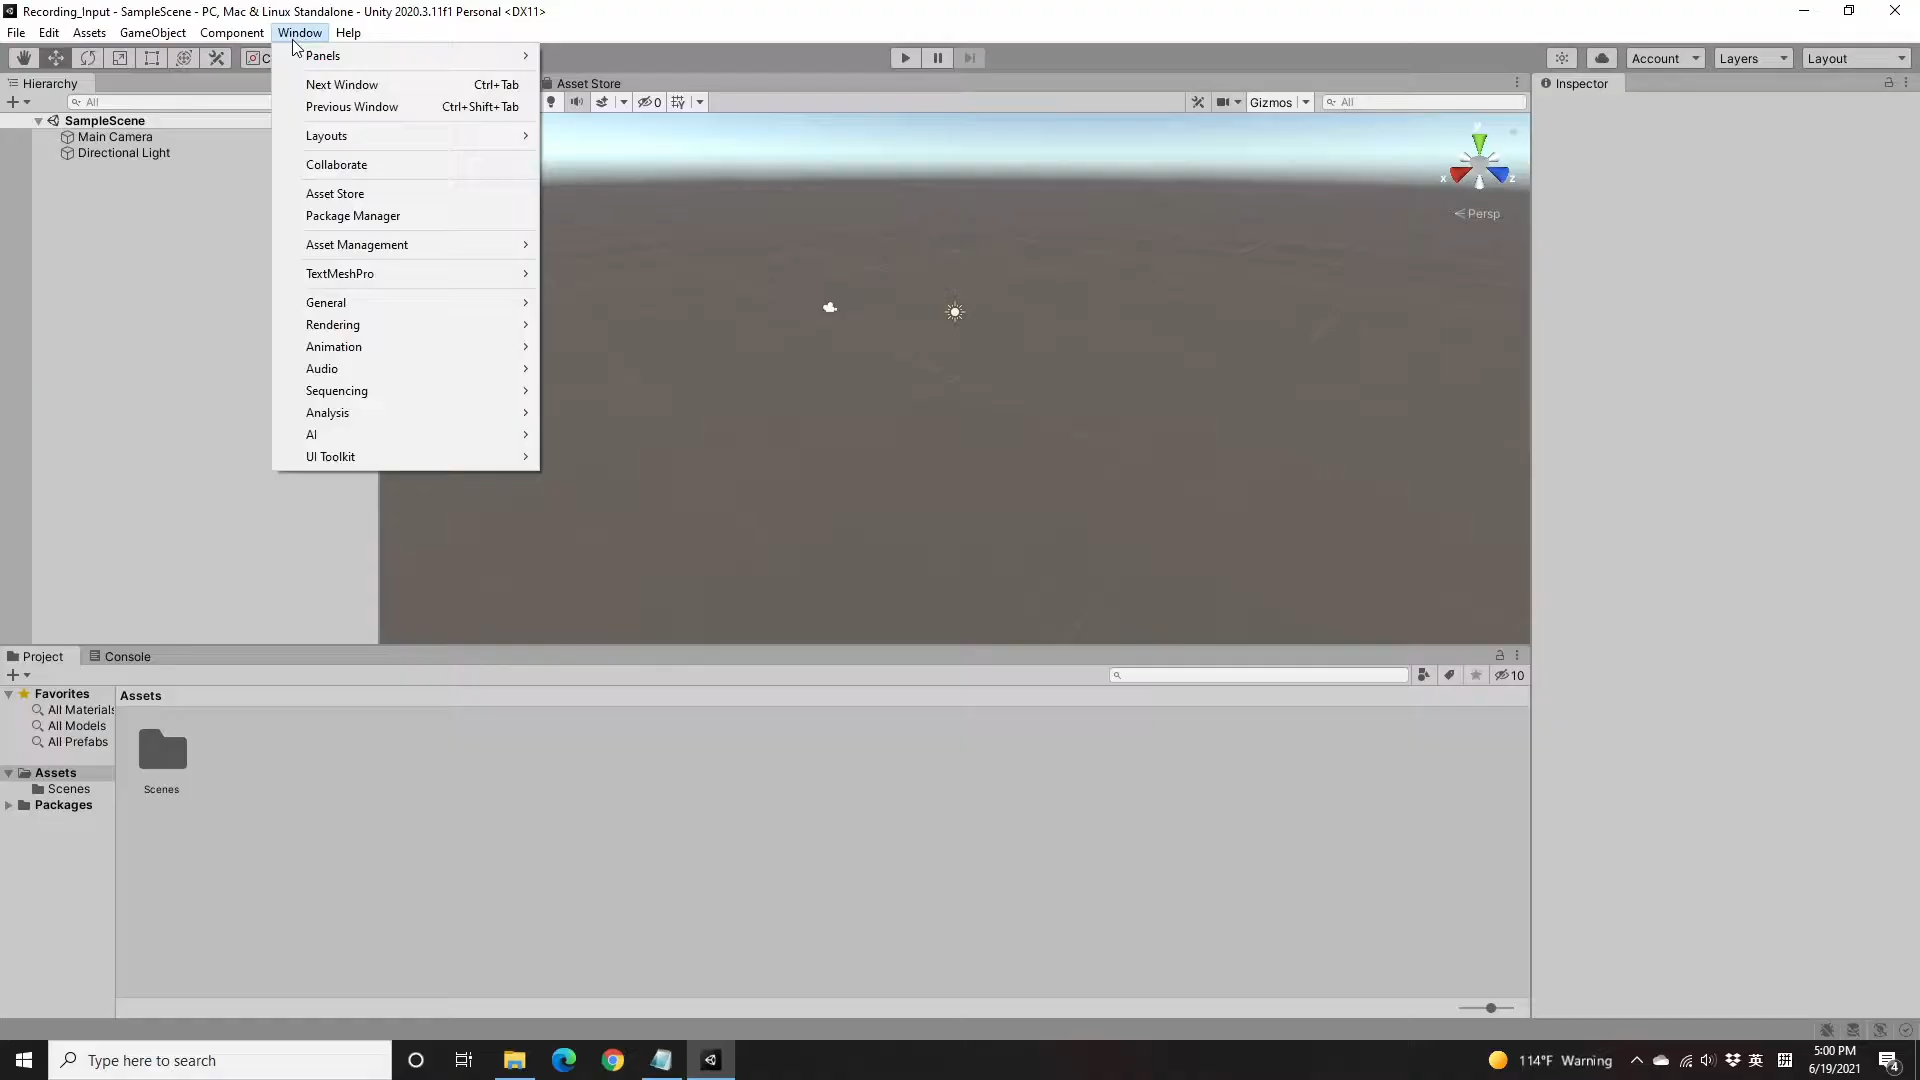 Recording_Input - SampleScene - PC, Mac & Linux Standalone - Unity 2020.3.11f1 Personal <DX11>
File Edit Assets GameObject Component Window Help
Account Layers Layout
Panels
Next Window Ctrl+Tab
Previous Window Ctrl+Shift+Tab
Layouts
Collaborate
Asset Store
Package Manager
Asset Management
TextMeshPro
General
Rendering
Animation
Audio
Sequencing
Analysis
AI
UI Toolkit
Hierarchy
All
SampleScene
Main Camera
Directional Light
Asset Store
0
Gizmos
All
x z
Persp
Inspector
Project Console
10
Favorites
All Materials
All Models
All Prefabs
Assets
Scenes
Packages
Assets
Scenes
Type here to search
114°F Warning
英
5:00 PM
6/19/2021
4